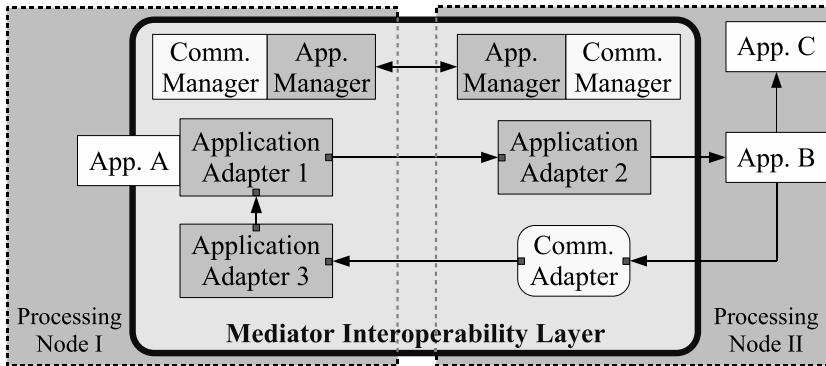 Comm.
Manager
App.
Manager
App.
Manager
Comm.
Manager
App. C
App. A
Application
Adapter 1
Application
Adapter 2
App. B
Application
Adapter 3
Comm.
Adapter
Processing
Node I
Mediator Interoperability Layer
Processing
Node II